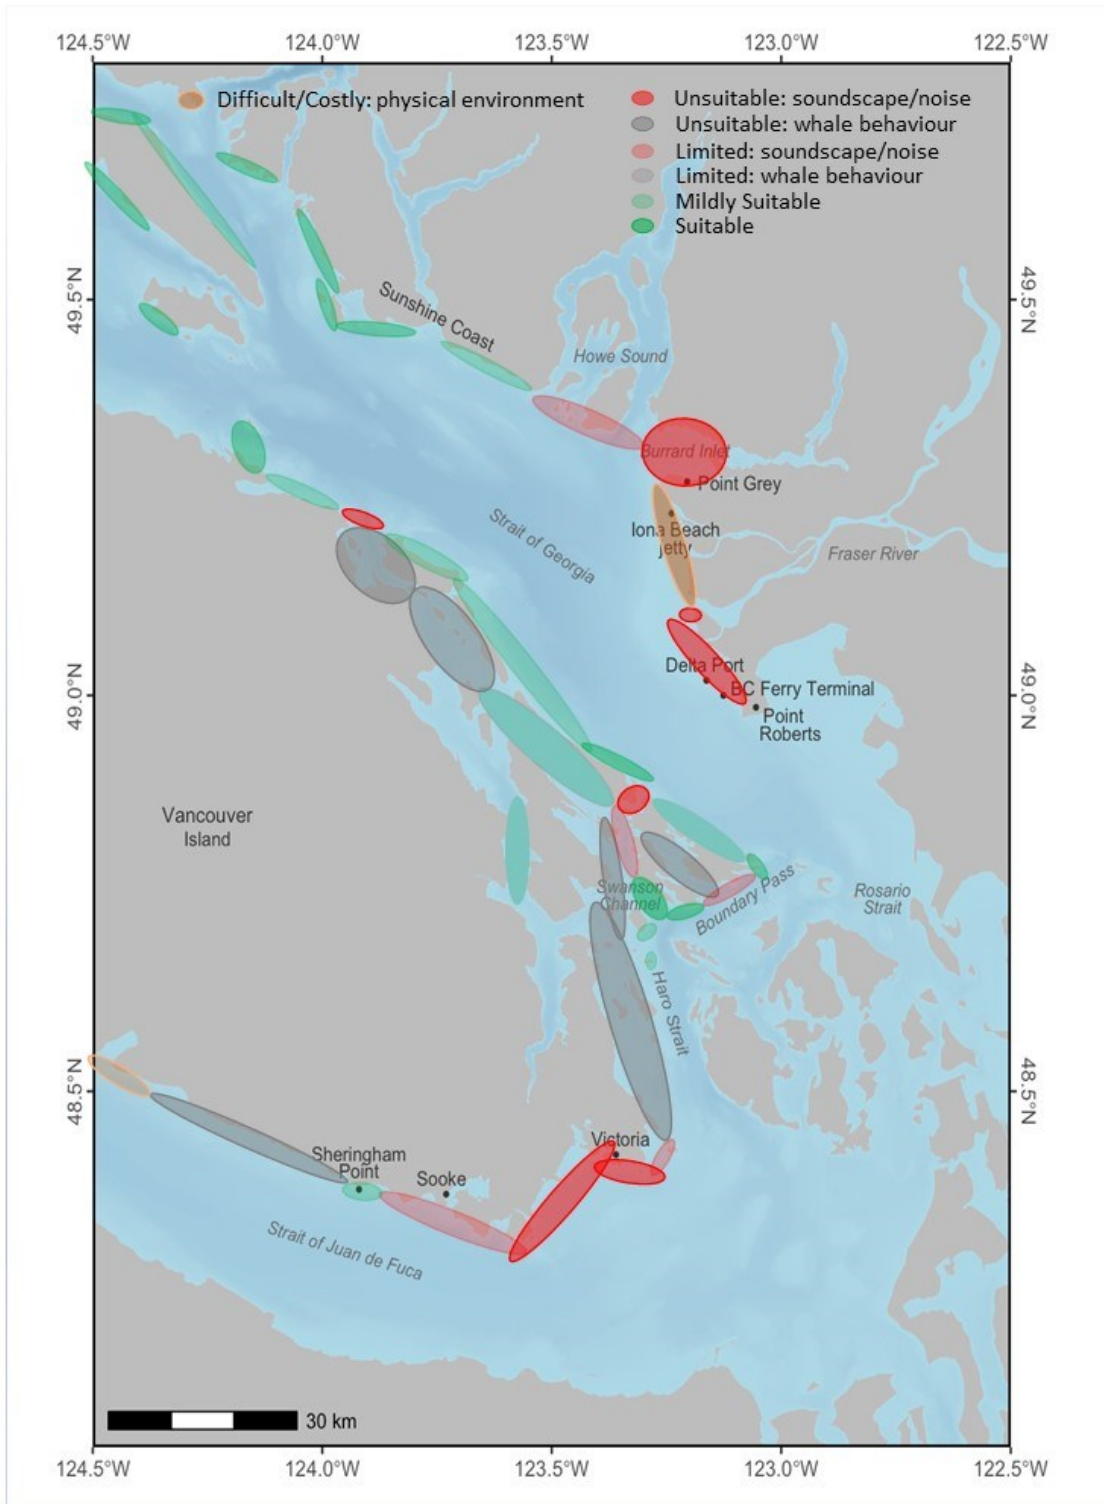 124.5°W 124.0°W 123.5°W 123.0°W 122.5°W
Difficult/Costly: physical environment
Unsuitable: soundscape/noise
Unsuitable: whale behaviour
Limited: soundscape/noise
Limited: whale behaviour
Mildly Suitable
Suitable
49.5°N
49.5°N
Sunshine Coast
Howe Sound
Burrard Inlet
Point Grey
Iona Beach
jetty
Strait of Georgia
Fraser River
Delta Port
BC Ferry Terminal
Point
Roberts
49.0°N
49.0°N
Vancouver
Island
Swanson
Channel
Boundary Pass
Rosario
Strait
Haro Strait
48.5°N
48.5°N
Victoria
Sheringham
Point
Sooke
Strait of Juan de Fuca
30 km
124.5°W 124.0°W 123.5°W 123.0°W 122.5°W